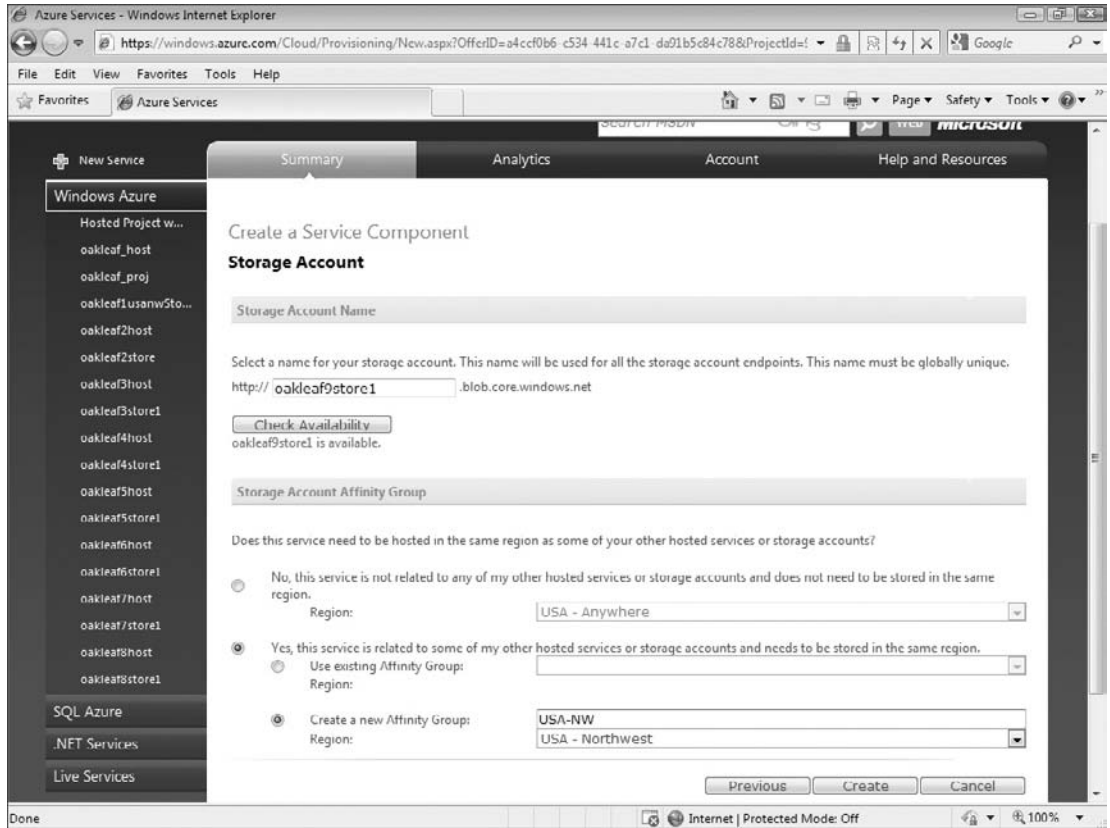 Azure Services - Windows Internet Explorer
https://windows.azure.com/Cloud/Provisioning/New.aspx?OfferID=a4ccf0b6-c534-441c-a7c1-da91b5c84c78&ProjectId=
Google
File Edit View Favorites Tools Help
Favorites Azure Services Page Safety Tools
Search MSDN Microsoft
New Service Summary Analytics Account Help and Resources
Windows Azure
Hosted Project w...
oakleaf_host
oakleaf_proj
oakleaf1usanwSto...
oakleaf2host
oakleaf2store
oakleaf3host
oakleaf3store1
oakleaf4host
oakleaf4store1
oakleaf5host
oakleaf5store1
oakleaf6host
oakleaf6store1
oakleaf7host
oakleaf7store1
oakleaf8host
oakleaf8store1
SQL Azure
.NET Services
Live Services
Create a Service Component
Storage Account
Storage Account Name
Select a name for your storage account. This name will be used for all the storage account endpoints. This name must be globally unique.
http:// oakleaf9store1 .blob.core.windows.net
Check Availability
oakleaf9store1 is available.
Storage Account Affinity Group
Does this service need to be hosted in the same region as some of your other hosted services or storage accounts?
No, this service is not related to any of my other hosted services or storage accounts and does not need to be stored in the same
region.
Region: USA - Anywhere
Yes, this service is related to some of my other hosted services or storage accounts and needs to be stored in the same region.
Use existing Affinity Group:
Region:
Create a new Affinity Group: USA-NW
Region: USA - Northwest
Previous Create Cancel
Done Internet | Protected Mode: Off 100%